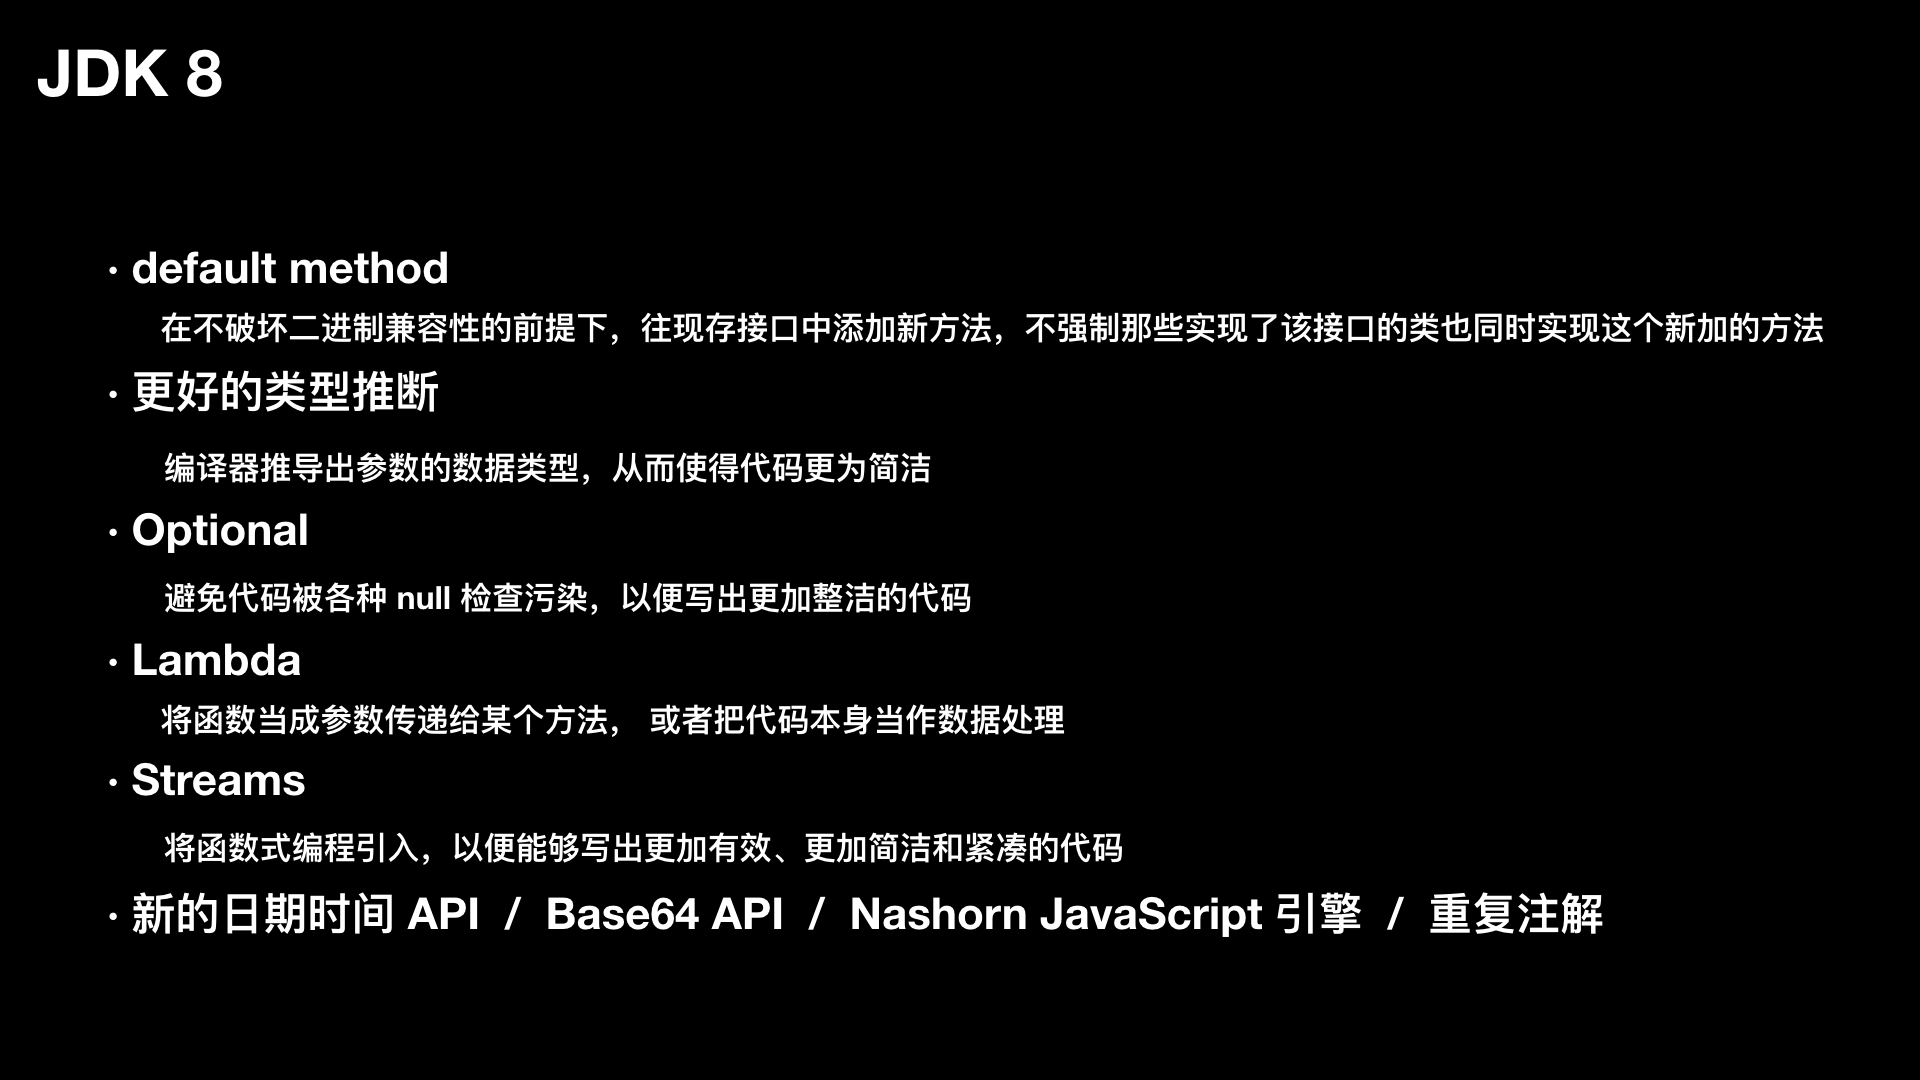 JDK 8
• default method
在不破坏二进制兼容性的前提下，往现存接口中添加新方法，不强制那些实现了该接口的类也同时实现这个新加的方法
• 更好的类型推断
编译器推导出参数的数据类型，从而使得代码更为简洁
• Optional
避免代码被各种 null 检查污染，以便写出更加整洁的代码
• Lambda
将函数当成参数传递给某个方法， 或者把代码本身当作数据处理
• Streams
将函数式编程引入，以便能够写出更加有效、更加简洁和紧凑的代码
• 新的日期时间 API / Base64 API / Nashorn JavaScript 引擎 / 重复注解